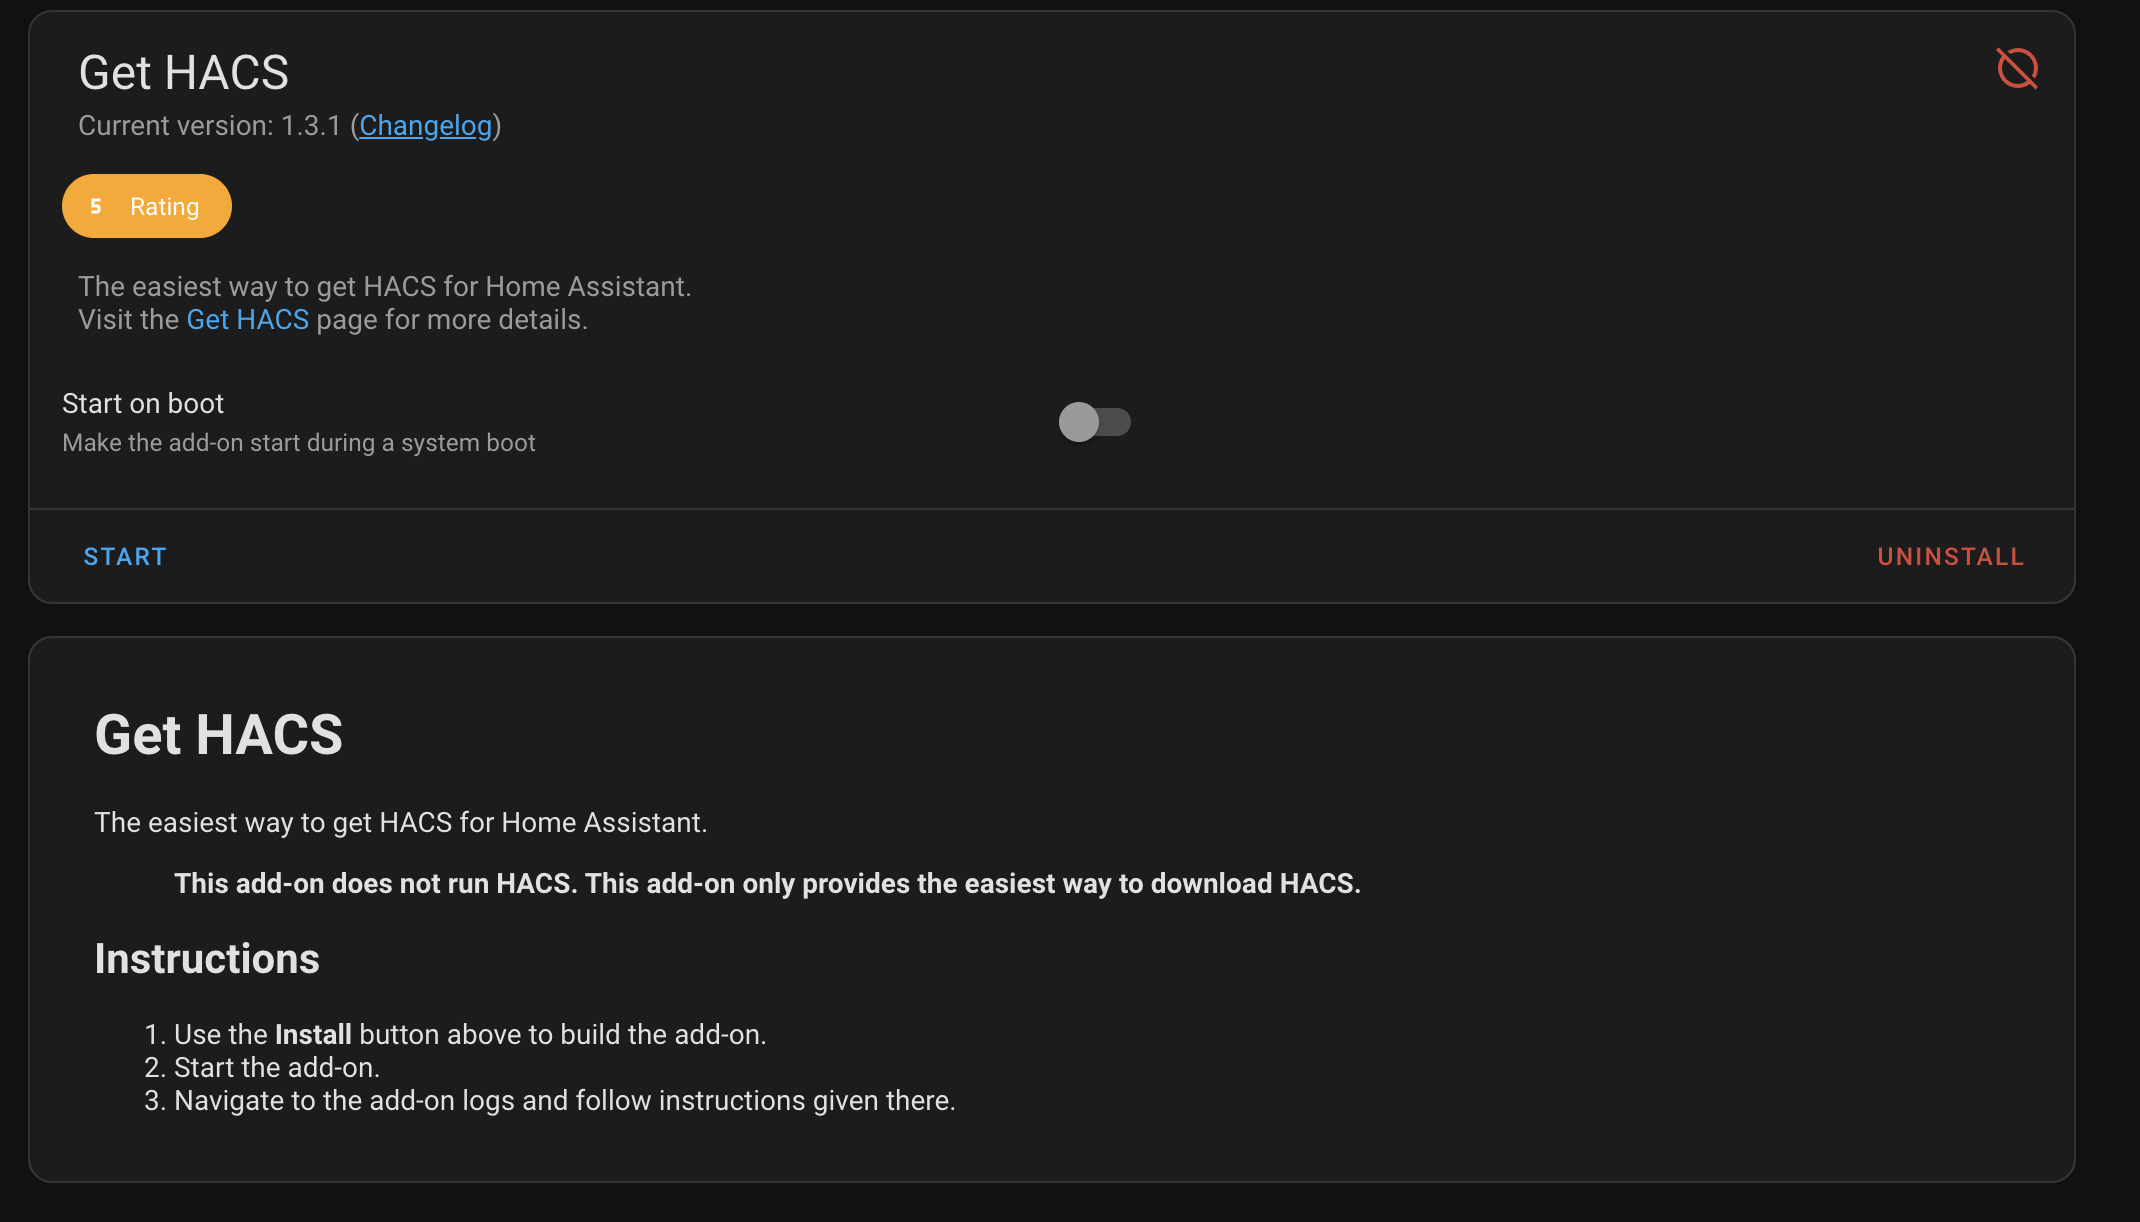 Get HACS
Current version: 1.3.1 (Changelog)
5 Rating
The easiest way to get HACS for Home Assistant.
Visit the Get HACS page for more details.
Start on boot
Make the add-on start during a system boot
START
UNINSTALL
Get HACS
The easiest way to get HACS for Home Assistant.
This add-on does not run HACS. This add-on only provides the easiest way to download HACS.
Instructions
1. Use the Install button above to build the add-on.
2. Start the add-on.
3. Navigate to the add-on logs and follow instructions given there.